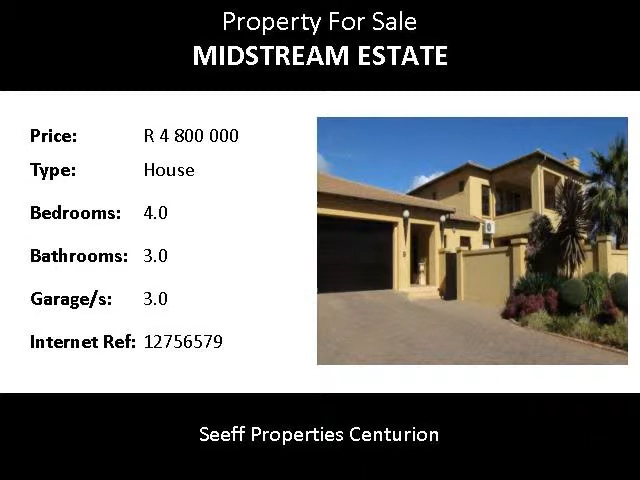 Property For Sale
MIDSTREAM ESTATE
Price: R 4 800 000
Type: House
Bedrooms: 4.0
Bathrooms: 3.0
Garage/s: 3.0
Internet Ref: 12756579
Seeff Properties Centurion